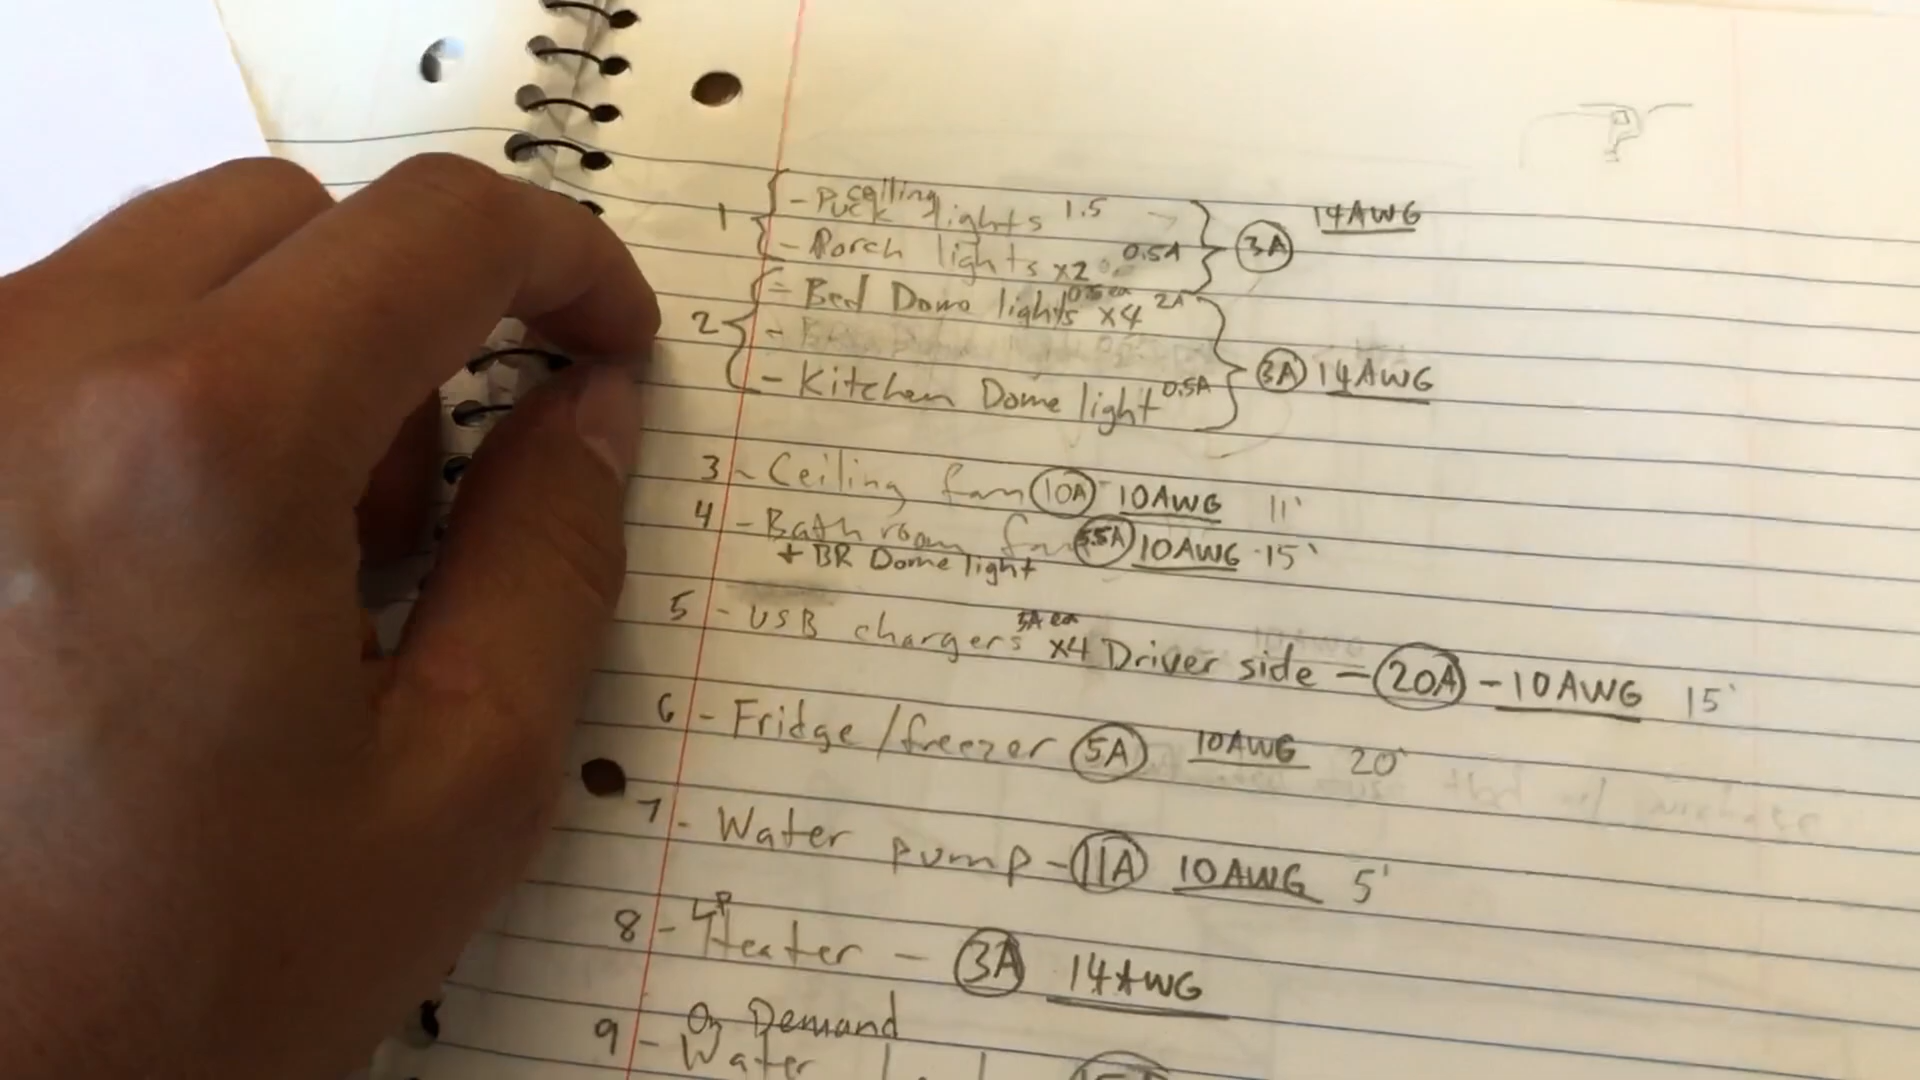 1 - Puck ceiling lights 1.5
- Porch lights x2 0.5A 3A 14AWG
2 - Bed Dome lights 0.5 ea x4 2A
- Kitchen Dome light 0.5A 3A 14AWG
3 - Ceiling fan 10A - 10AWG 11'
4 - Bathroom fan 5.5A 10AWG 15'
+ BR Dome light
5 - USB chargers 3A ea x4 Driver side - 20A - 10AWG 15'
6 - Fridge/freezer 5A 10AWG 20'
7 - Water pump - 11A 10AWG 5'
8 - LP Heater - 3A 14AWG
9 - On Demand
Water